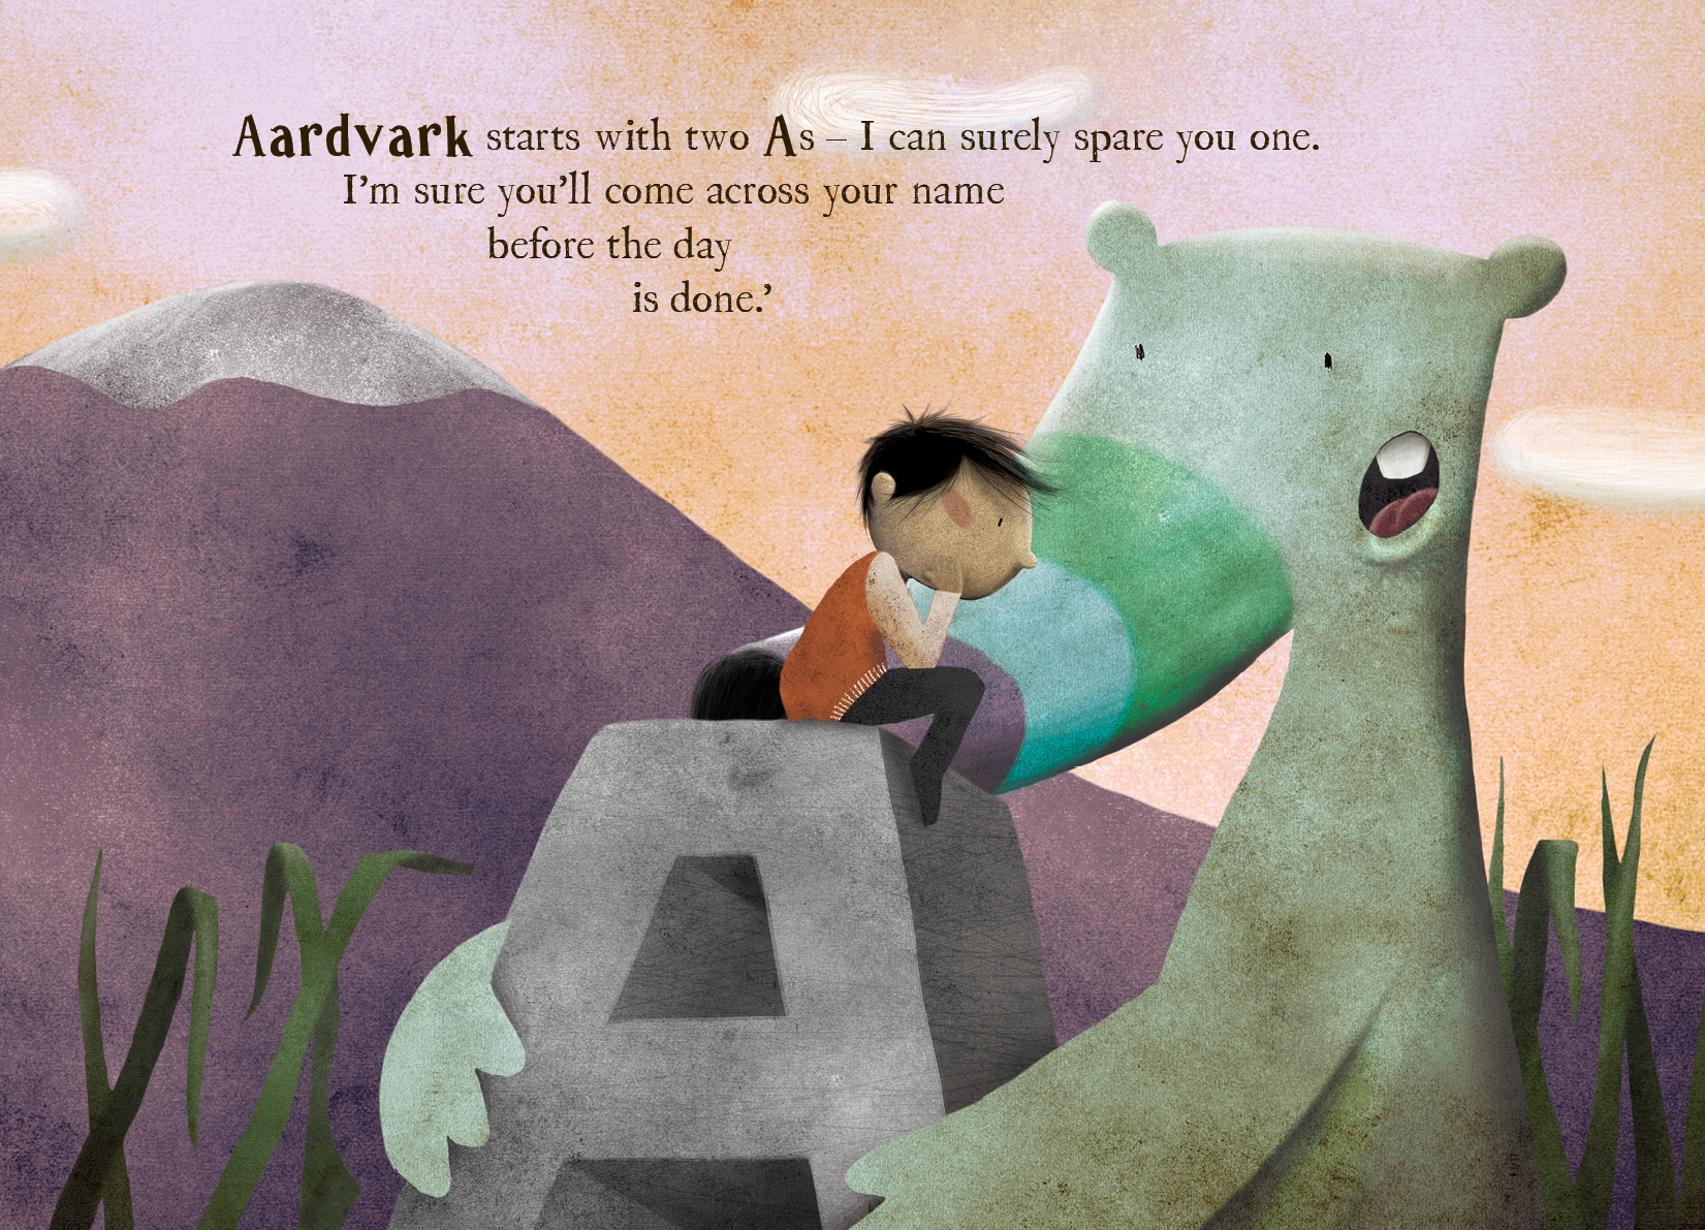 Aardvark starts with two As – I can surely spare you one.
I'm sure you'll come across your name
before the day
is done.’
A